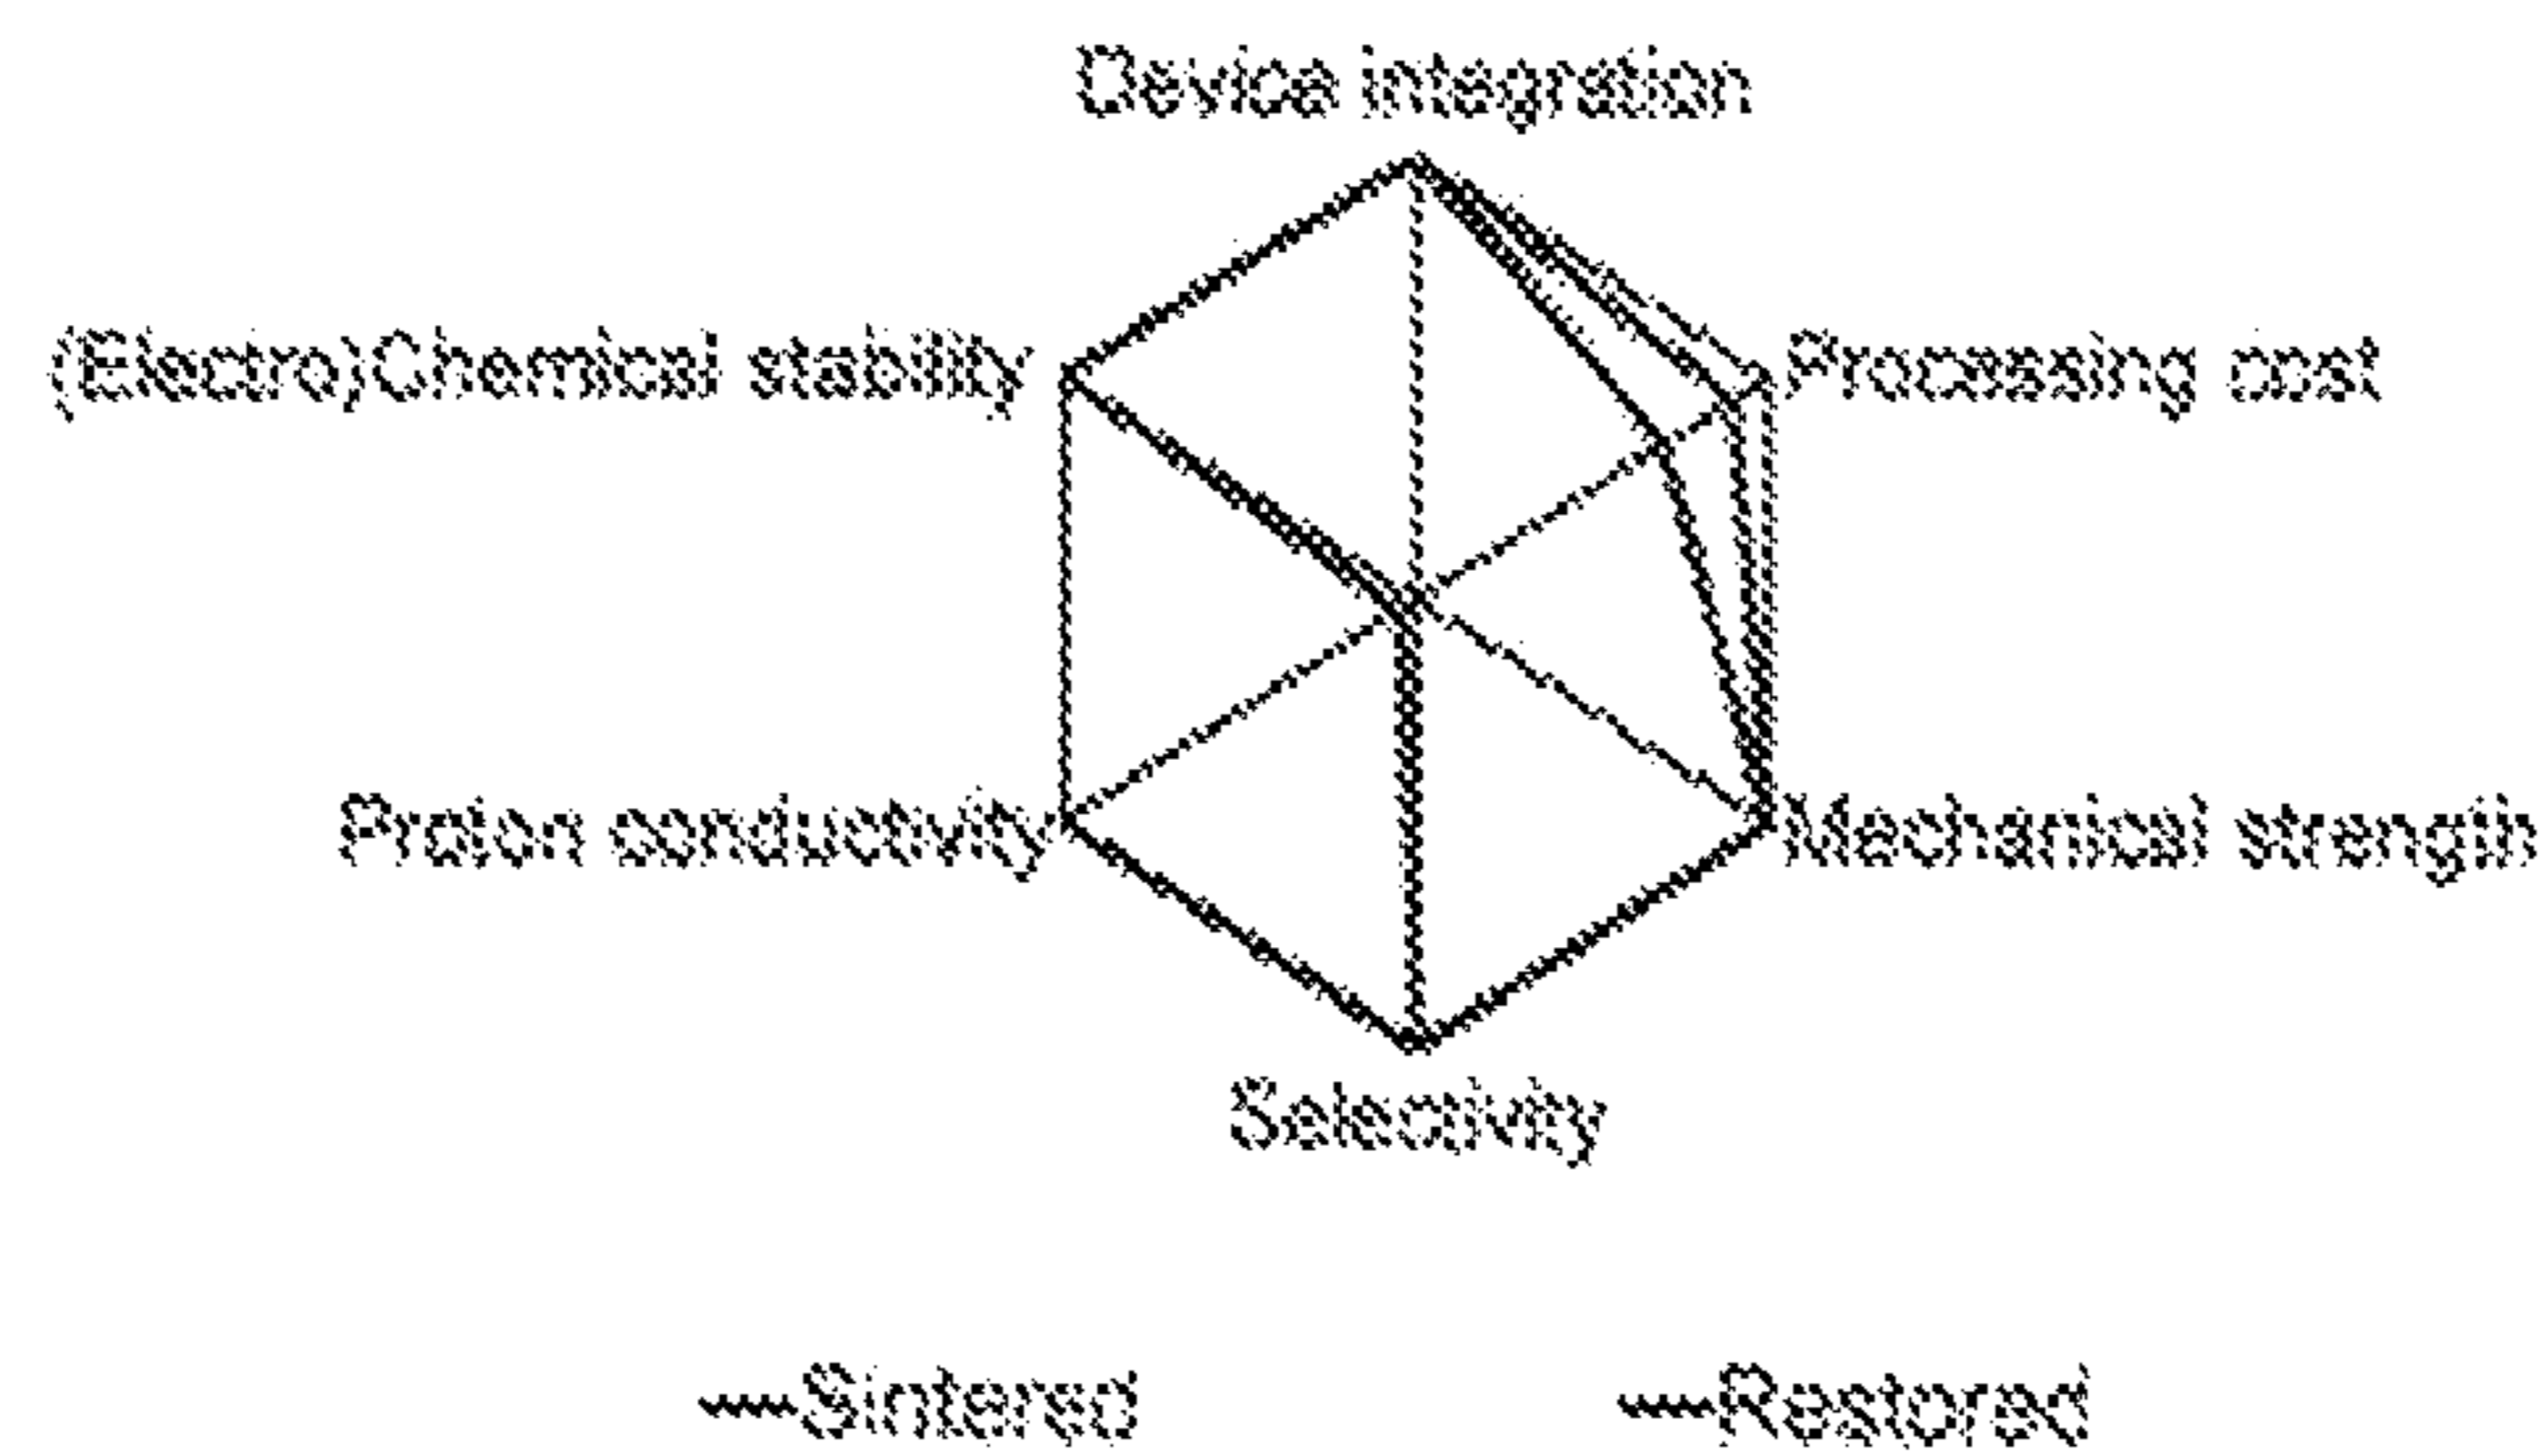 Device integration
(Electro)Chemical stability
Processing cost
Proton conductivity
Mechanical strength
Selectivity
Sintered
Restored